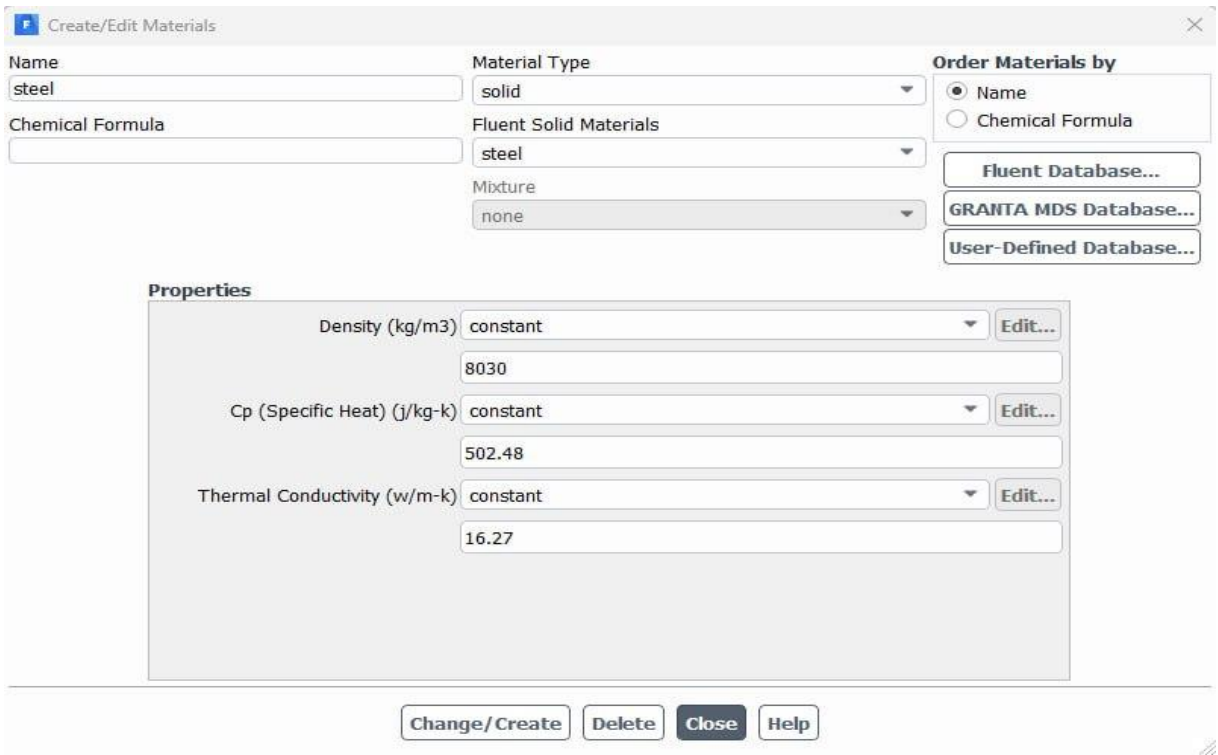 Create/Edit Materials
Name
steel
Chemical Formula
Material Type
solid
Fluent Solid Materials
steel
Mixture
none
Order Materials by
Name
Chemical Formula
Fluent Database...
GRANTA MDS Database...
User-Defined Database...
Properties
Density (kg/m3) constant Edit...
8030
Cp (Specific Heat) (j/kg-k) constant Edit...
502.48
Thermal Conductivity (w/m-k) constant Edit...
16.27
Change/Create Delete Close Help